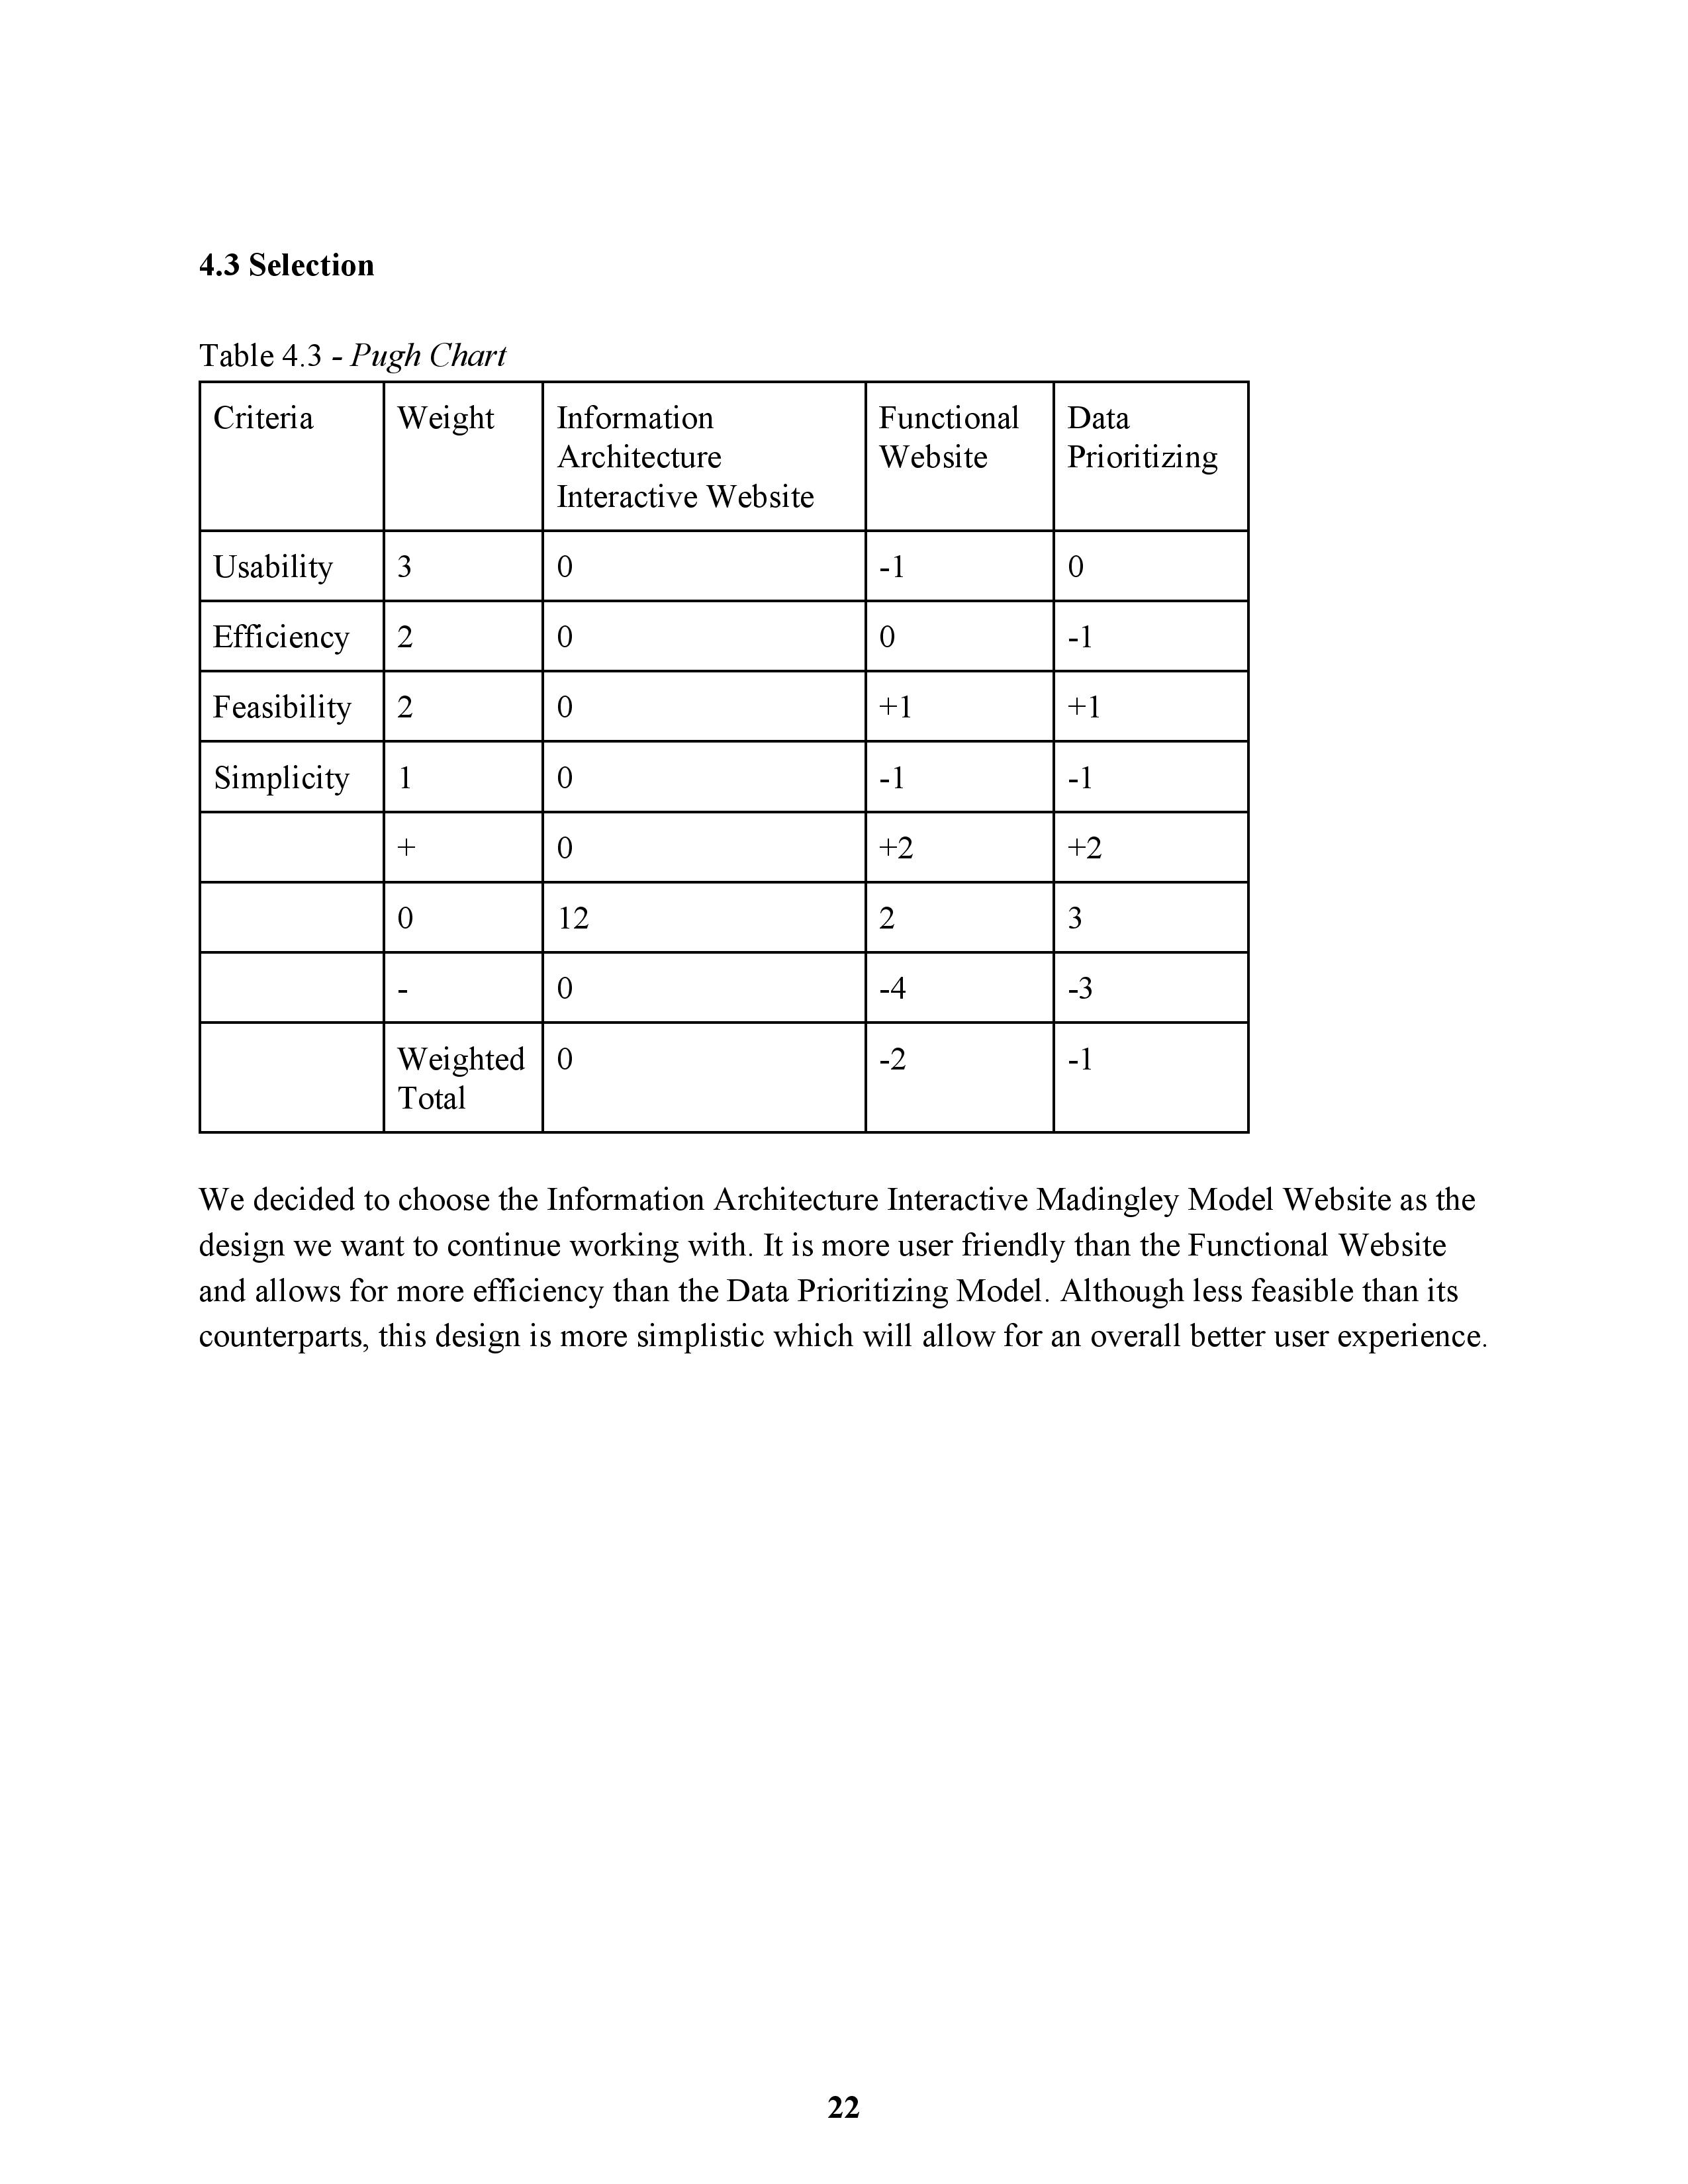 4.3 Selection
Table 4.3 - Pugh Chart
Criteria Weight Information Architecture Interactive Website Functional Website Data Prioritizing
Usability 3 0 -1 0
Efficiency 2 0 0 -1
Feasibility 2 0 +1 +1
Simplicity 1 0 -1 -1
+ 0 +2 +2
0 12 2 3
- 0 -4 -3
Weighted Total 0 -2 -1
We decided to choose the Information Architecture Interactive Madingley Model Website as the
design we want to continue working with. It is more user friendly than the Functional Website
and allows for more efficiency than the Data Prioritizing Model. Although less feasible than its
counterparts, this design is more simplistic which will allow for an overall better user experience.
22